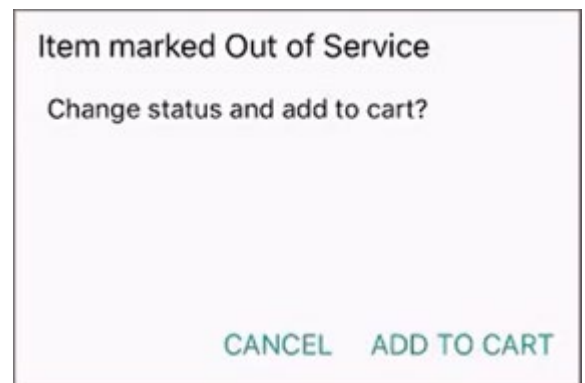 Item marked Out of Service
Change status and add to cart?
CANCEL ADD TO CART